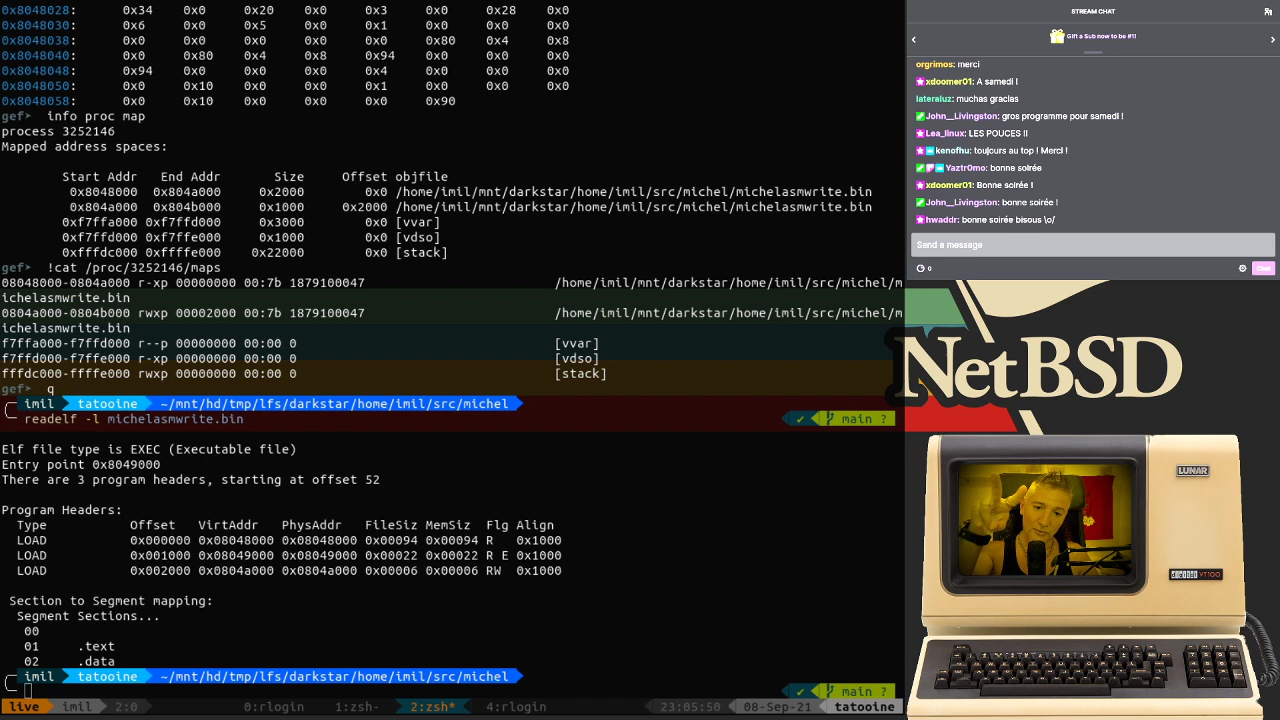 0x8048028: 0x34 0x0 0x20 0x0 0x3 0x0 0x28 0x0
0x8048030: 0x6 0x0 0x5 0x0 0x1 0x0 0x0 0x0
0x8048038: 0x0 0x0 0x0 0x0 0x0 0x80 0x4 0x8
0x8048040: 0x0 0x80 0x4 0x8 0x94 0x0 0x0 0x0
0x8048048: 0x94 0x0 0x0 0x0 0x4 0x0 0x0 0x0
0x8048050: 0x0 0x10 0x0 0x0 0x1 0x0 0x0 0x0
0x8048058: 0x0 0x10 0x0 0x0 0x0 0x90
gef➤ info proc map
process 3252146
Mapped address spaces:
Start Addr End Addr Size Offset objfile
0x8048000 0x804a000 0x2000 0x0 /home/imil/mnt/darkstar/home/imil/src/michel/michelasmwrite.bin
0x804a000 0x804b000 0x1000 0x2000 /home/imil/mnt/darkstar/home/imil/src/michel/michelasmwrite.bin
0xf7ffa000 0xf7ffd000 0x3000 0x0 [vvar]
0xf7ffd000 0xf7ffe000 0x1000 0x0 [vdso]
0xfffdc000 0xffffe000 0x22000 0x0 [stack]
gef➤ !cat /proc/3252146/maps
08048000-0804a000 r-xp 00000000 00:7b 1879100047 /home/imil/mnt/darkstar/home/imil/src/michel/m
ichelasmwrite.bin
0804a000-0804b000 rwxp 00002000 00:7b 1879100047 /home/imil/mnt/darkstar/home/imil/src/michel/m
ichelasmwrite.bin
f7ffa000-f7ffd000 r--p 00000000 00:00 0 [vvar]
f7ffd000-f7ffe000 r-xp 00000000 00:00 0 [vdso]
fffdc000-ffffe000 rwxp 00000000 00:00 0 [stack]
gef➤ q
imil tatooine ~/mnt/hd/tmp/lfs/darkstar/home/imil/src/michel
readelf -l michelasmwrite.bin ✔ main ?
Elf file type is EXEC (Executable file)
Entry point 0x8049000
There are 3 program headers, starting at offset 52
Program Headers:
Type Offset VirtAddr PhysAddr FileSiz MemSiz Flg Align
LOAD 0x000000 0x08048000 0x08048000 0x00094 0x00094 R 0x1000
LOAD 0x001000 0x08049000 0x08049000 0x00022 0x00022 R E 0x1000
LOAD 0x002000 0x0804a000 0x0804a000 0x00006 0x00006 RW 0x1000
Section to Segment mapping:
Segment Sections...
00
01 .text
02 .data
imil tatooine ~/mnt/hd/tmp/lfs/darkstar/home/imil/src/michel
✔ main ?
live imil 2:0 0:rlogin 1:zsh- 2:zsh* 4:rlogin 23:05:50 08-Sep-21 tatooine
STREAM CHAT
Gift a Sub now to be #1!
orgrimos: merci
xdoomer01: A samedi !
lateraluz: muchas gracias
John__Livingston: gros programme pour samedi !
Lea_linux: LES POUCES !!
kenofhu: toujours au top ! Merci !
Yaztr0mo: bonne soirée
xdoomer01: Bonne soirée !
John_Livingston: bonne soirée !
hwaddr: bonne soirée bisous \o/
Send a message
0
Chat
NetBSD
LUNAR
digital VT100